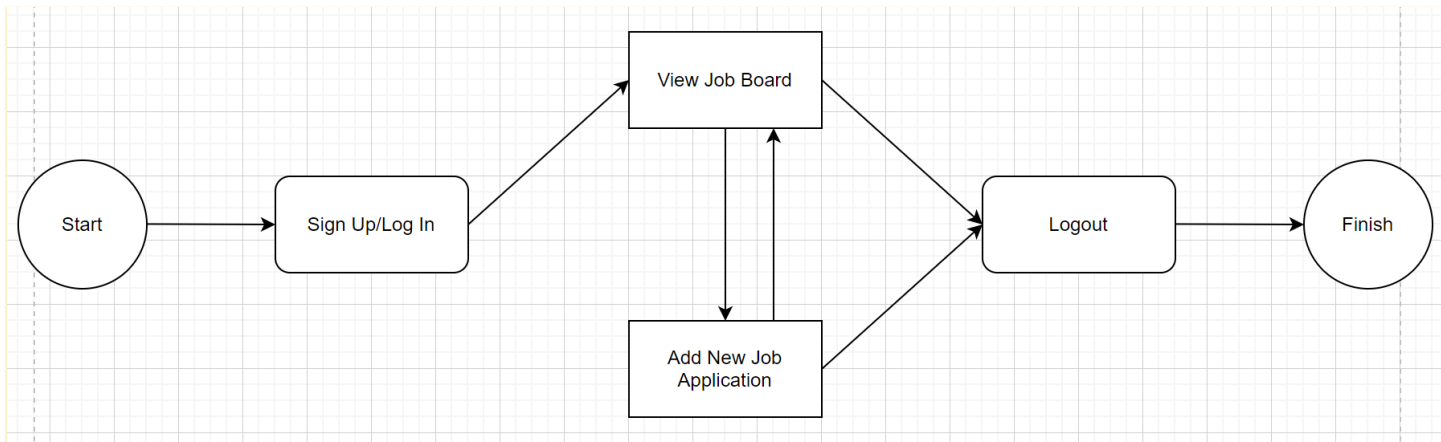 View Job Board
Start
Sign Up/Log In
Logout
Finish
Add New Job
Application